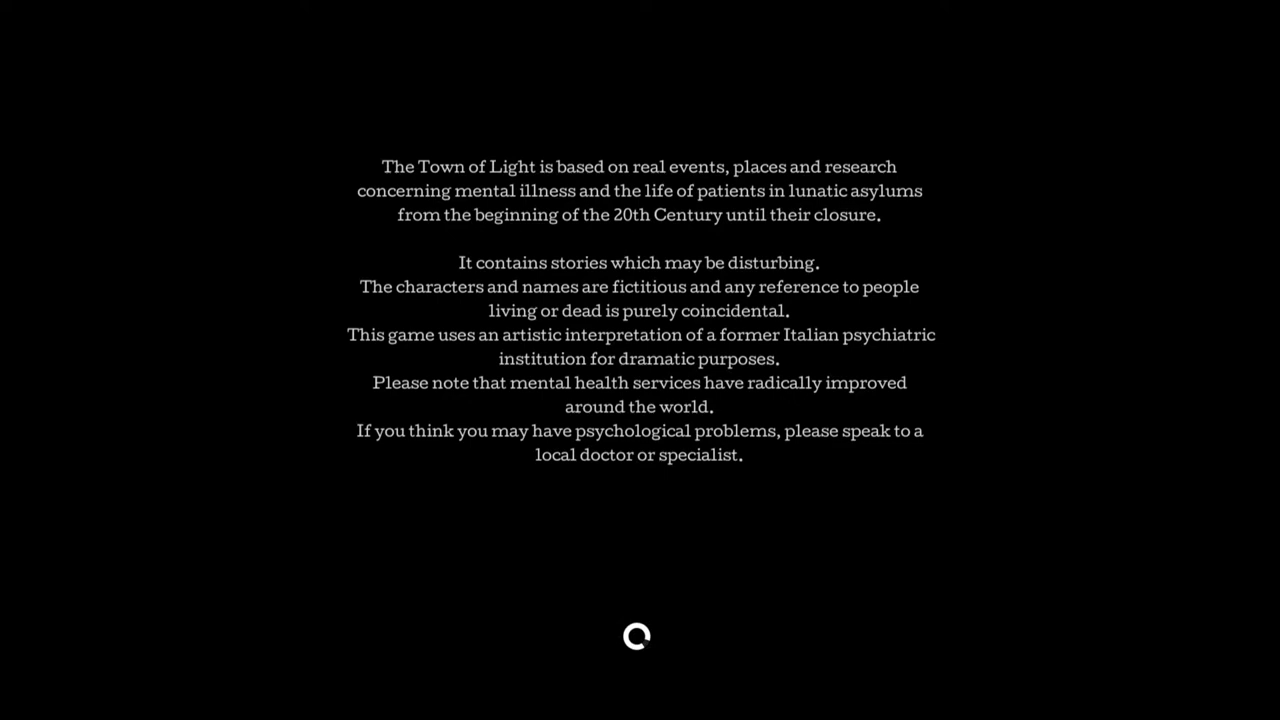 The Town of Light is based on real events, places and research
concerning mental illness and the life of patients in lunatic asylums
from the beginning of the 20th Century until their closure.
It contains stories which may be disturbing.
The characters and names are fictitious and any reference to people
living or dead is purely coincidental.
This game uses an artistic interpretation of a former Italian psychiatric
institution for dramatic purposes.
Please note that mental health services have radically improved
around the world.
If you think you may have psychological problems, please speak to a
local doctor or specialist.